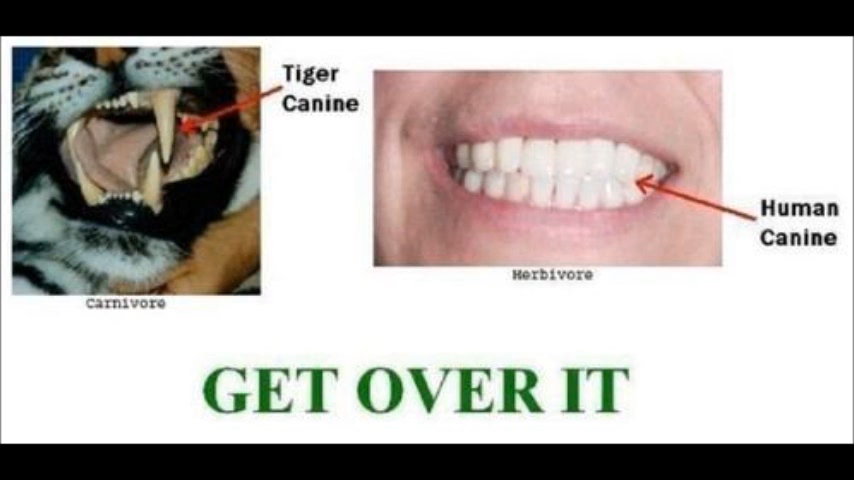 Tiger
Canine
Carnivore
Human
Canine
Herbivore
GET OVER IT